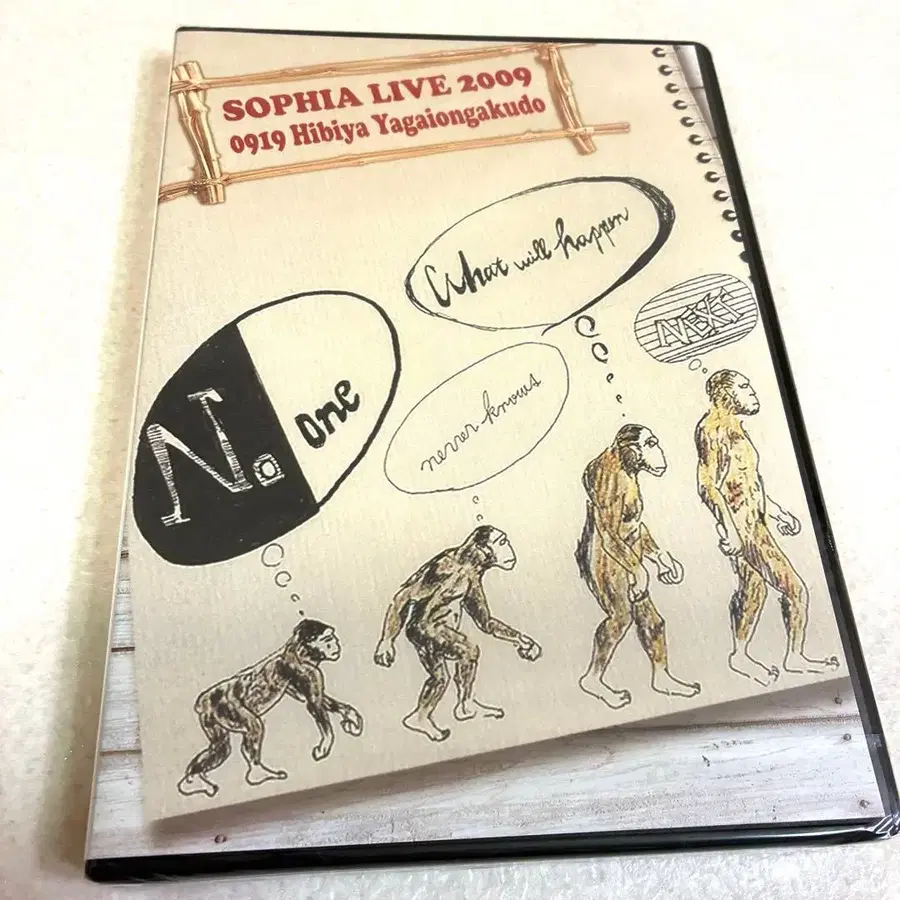 SOPHIA LIVE 2009
0919 Hibiya Yagaiongakudo
No one
never knows
What will happen
NEXT